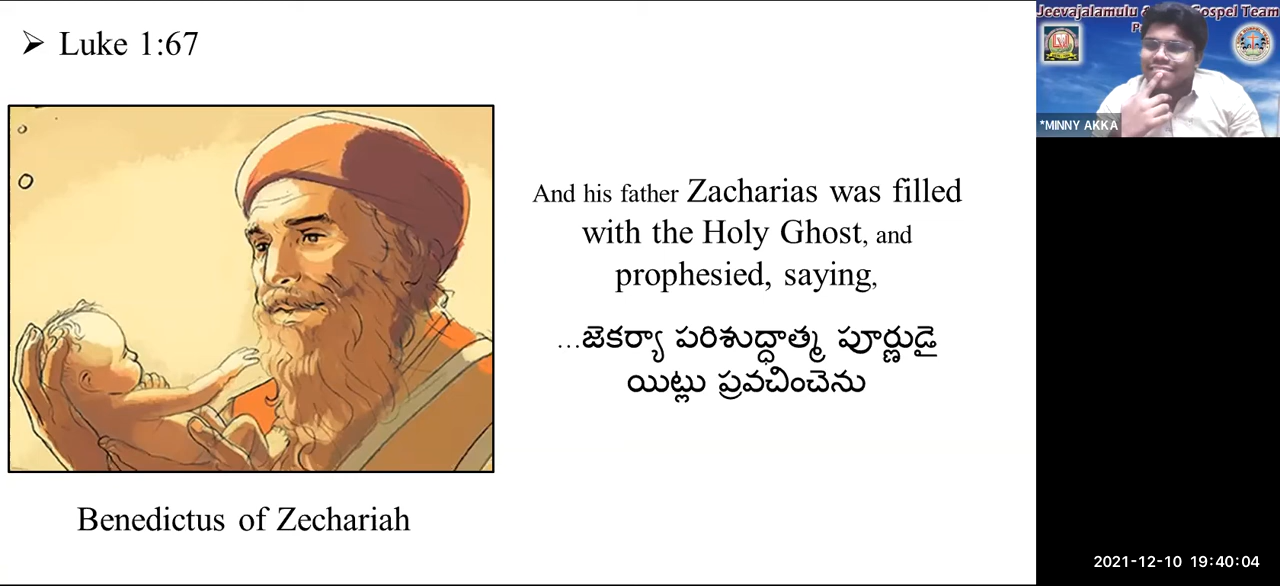 Luke 1:67
And his father Zacharias was filled
with the Holy Ghost, and
prophesied, saying,
...జెకర్యా పరిశుద్ధాత్మ పూర్ణుడై
యిట్లు ప్రవచించెను
Benedictus of Zechariah
Jeevajalamulu Gospel Team
*MINNY AKKA
2021-12-10 19:40:04